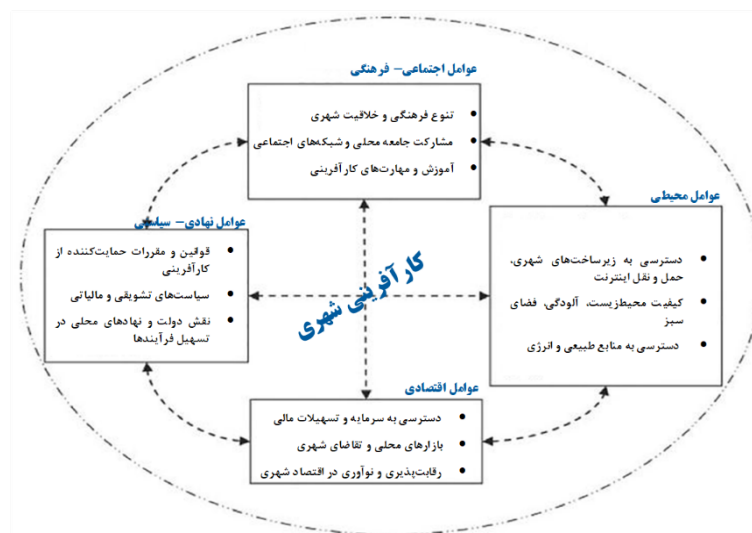 عوامل اجتماعی- فرهنگی
• تنوع فرهنگی و خلاقیت شهری
• مشارکت جامعه محلی و شبکه‌های اجتماعی
• آموزش و مهارت‌های کارآفرینی
عوامل محیطی
• دسترسی به زیرساخت‌های شهری،
حمل و نقل اینترنت
• کیفیت محیط‌زیست، آلودگی، فضای
سبز
• دسترسی به منابع طبیعی و انرژی
عوامل نهادی- سیاسی
• قوانین و مقررات حمایت‌کننده از
کارآفرینی
• سیاست‌های تشویقی و مالیاتی
• نقش دولت و نهادهای محلی در
تسهیل فرآیندها
کارآفرینی شهری
عوامل اقتصادی
• دسترسی به سرمایه و تسهیلات مالی
• بازارهای محلی و تقاضای شهری
• رقابت‌پذیری و نوآوری در اقتصاد شهری